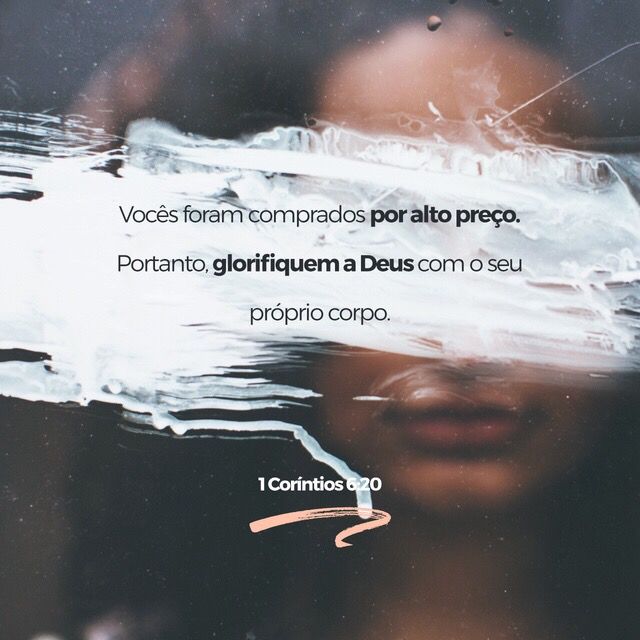 Vocês foram comprados por alto preço.
Portanto, glorifiquem a Deus com o seu
próprio corpo.
1 Coríntios 6:20